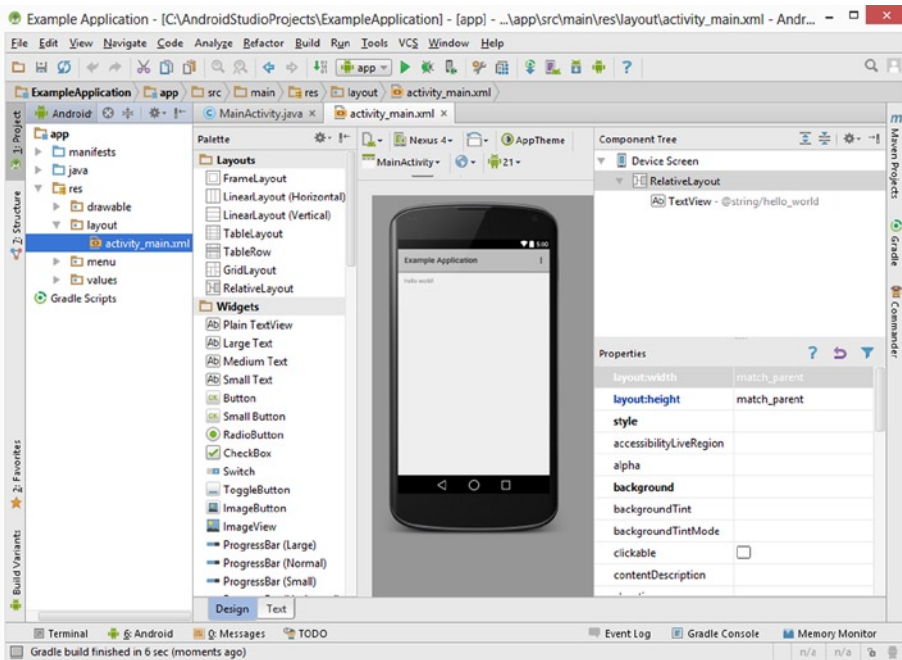 Example Application - [C:\AndroidStudioProjects\ExampleApplication] - [app] - ...\app\src\main\res\layout\activity_main.xml - Andr...
File Edit View Navigate Code Analyze Refactor Build Run Tools VCS Window Help
app
ExampleApplication app src main res layout activity_main.xml
1: Project
Z: Structure
2: Favorites
Build Variants
Android
app
manifests
java
res
drawable
layout
activity_main.xml
menu
values
Gradle Scripts
MainActivity.java
activity_main.xml
Palette
Layouts
FrameLayout
LinearLayout (Horizontal)
LinearLayout (Vertical)
TableLayout
TableRow
GridLayout
RelativeLayout
Widgets
Plain TextView
Large Text
Medium Text
Small Text
Button
Small Button
RadioButton
CheckBox
Switch
ToggleButton
ImageButton
ImageView
ProgressBar (Large)
ProgressBar (Normal)
ProgressBar (Small)
Design Text
Nexus 4 AppTheme
MainActivity 21
5:00
Example Application
Hello world!
Component Tree
Device Screen
RelativeLayout
Ab TextView - @string/hello_world
Properties
layout:width match_parent
layout:height match_parent
style
accessibilityLiveRegion
alpha
background
backgroundTint
backgroundTintMode
clickable
contentDescription
m
Maven Projects
Gradle
Commander
Terminal 6: Android 0: Messages TODO Event Log Gradle Console Memory Monitor
Gradle build finished in 6 sec (moments ago) n/a n/a